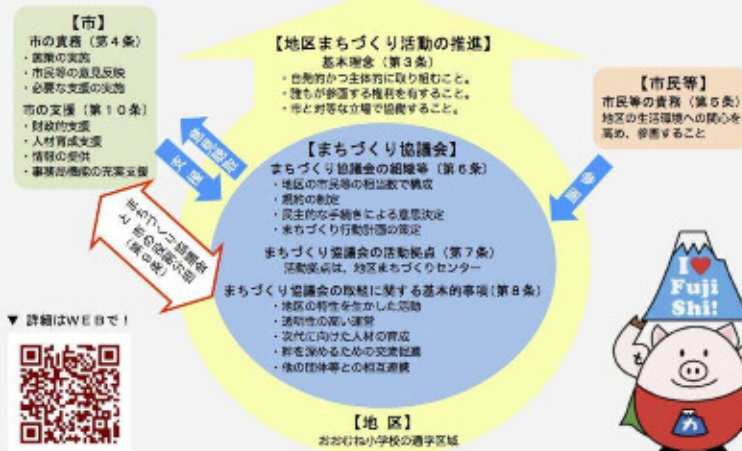 【市】
市の責務（第４条）
・施策の実施
・市民等の意見反映
・必要な支援の実施
市の支援（第１０条）
・財政的支援
・人材育成支援
・情報の提供
・事務局機能の充実支援
【地区まちづくり活動の推進】
基本理念（第３条）
・自発的かつ主体的に取り組むこと。
・誰もが参画する権利を有すること。
・市と対等な立場で協働すること。
【市民等】
市民等の責務（第５条）
地区の生活環境への関心を
高め、参画すること
支援
参画
【まちづくり協議会】
まちづくり協議会の組織等（第６条）
・地区の市民等の相当数で構成
・規約の制定
・民主的な手続きによる意思決定
・まちづくり行動計画の策定
まちづくり協議会の活動拠点（第７条）
活動拠点は、地区まちづくりセンター
まちづくり協議会の取組に関する基本的事項（第８条）
・地区の特性を生かした活動
・透明性の高い運営
・次代に向けた人材の育成
・絆を深めるための交流促進
・他の団体等との相互連携
まちづくり協議会
と市の役割分担
（第９条）
▼ 詳細はＷＥＢで！
【地 区】
おおむね小学校の通学区域
I ♥
Fuji
Shi!